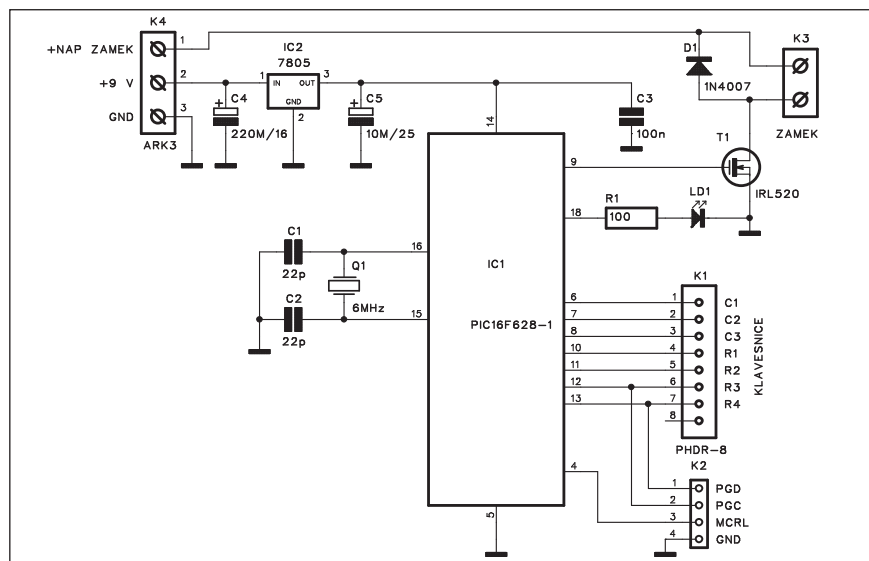 K4
+NAP ZAMEK
1
+9 V
2
GND
3
ARK3
C4
220M/16
IC2
7805
1
IN
OUT
3
GND
2
C5
10M/25
C3
100n
D1
1N4007
K3
ZAMEK
T1
IRL520
14
9
18
R1
100
LD1
C1
22p
Q1
6MHz
C2
22p
16
15
IC1
PIC16F628-1
6
7
8
10
11
12
13
4
5
K1
1 C1
2 C2
3 C3
4 R1
5 R2
6 R3
7 R4
8
KLAVESNICE
PHDR-8
K2
1 PGD
2 PGC
3 MCRL
4 GND